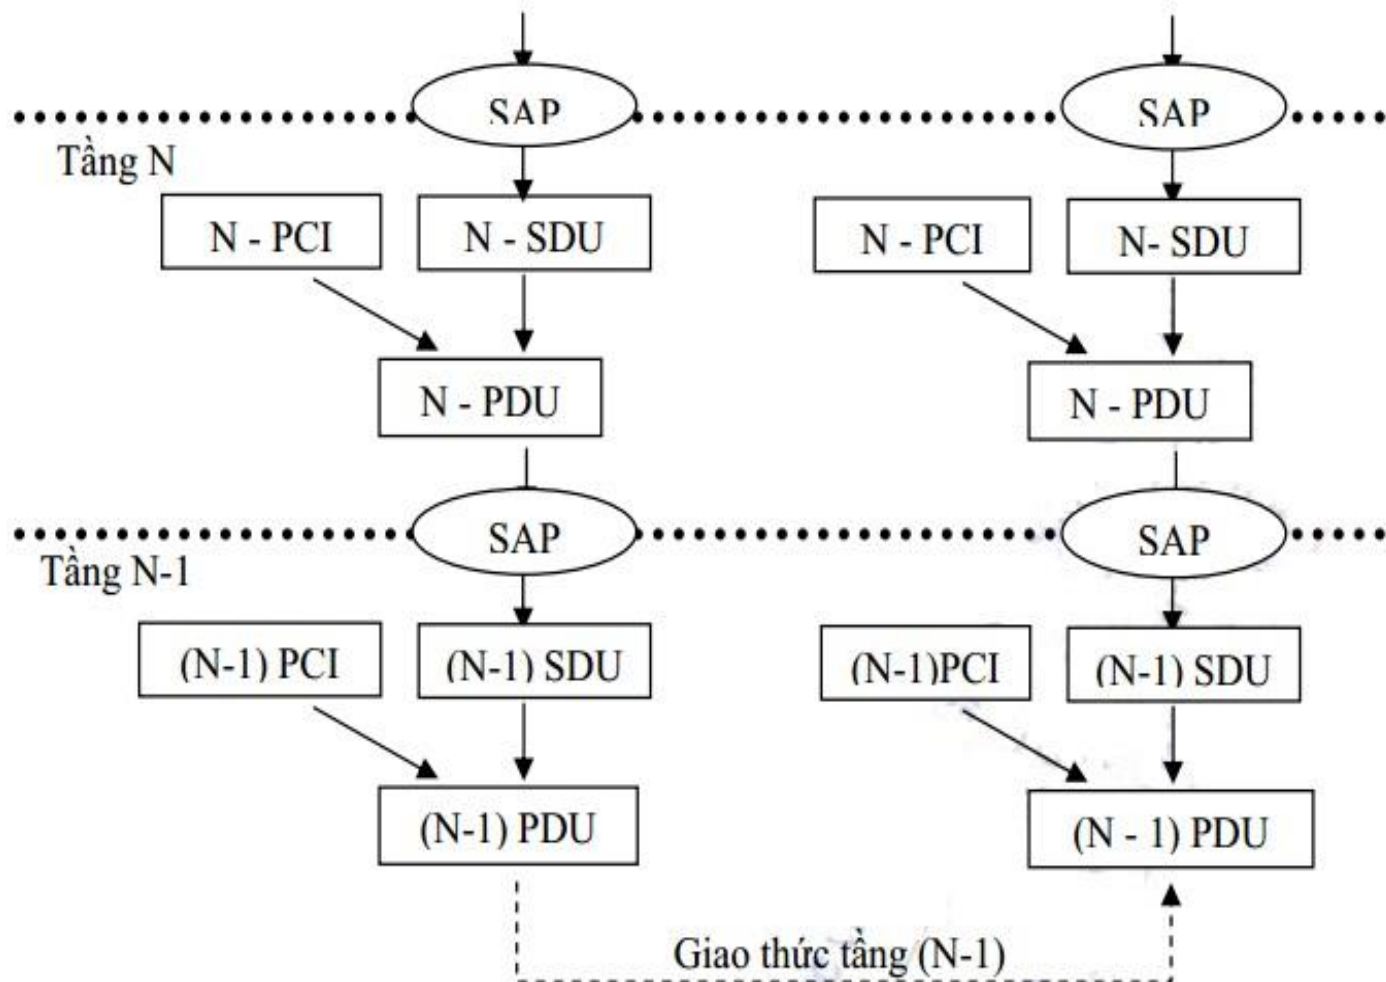 SAP SAP
Tầng N
N - PCI N - SDU N - PCI N- SDU
N - PDU N - PDU
SAP SAP
Tầng N-1
(N-1) PCI (N-1) SDU (N-1)PCI (N-1) SDU
(N-1) PDU (N - 1) PDU
Giao thức tầng (N-1)